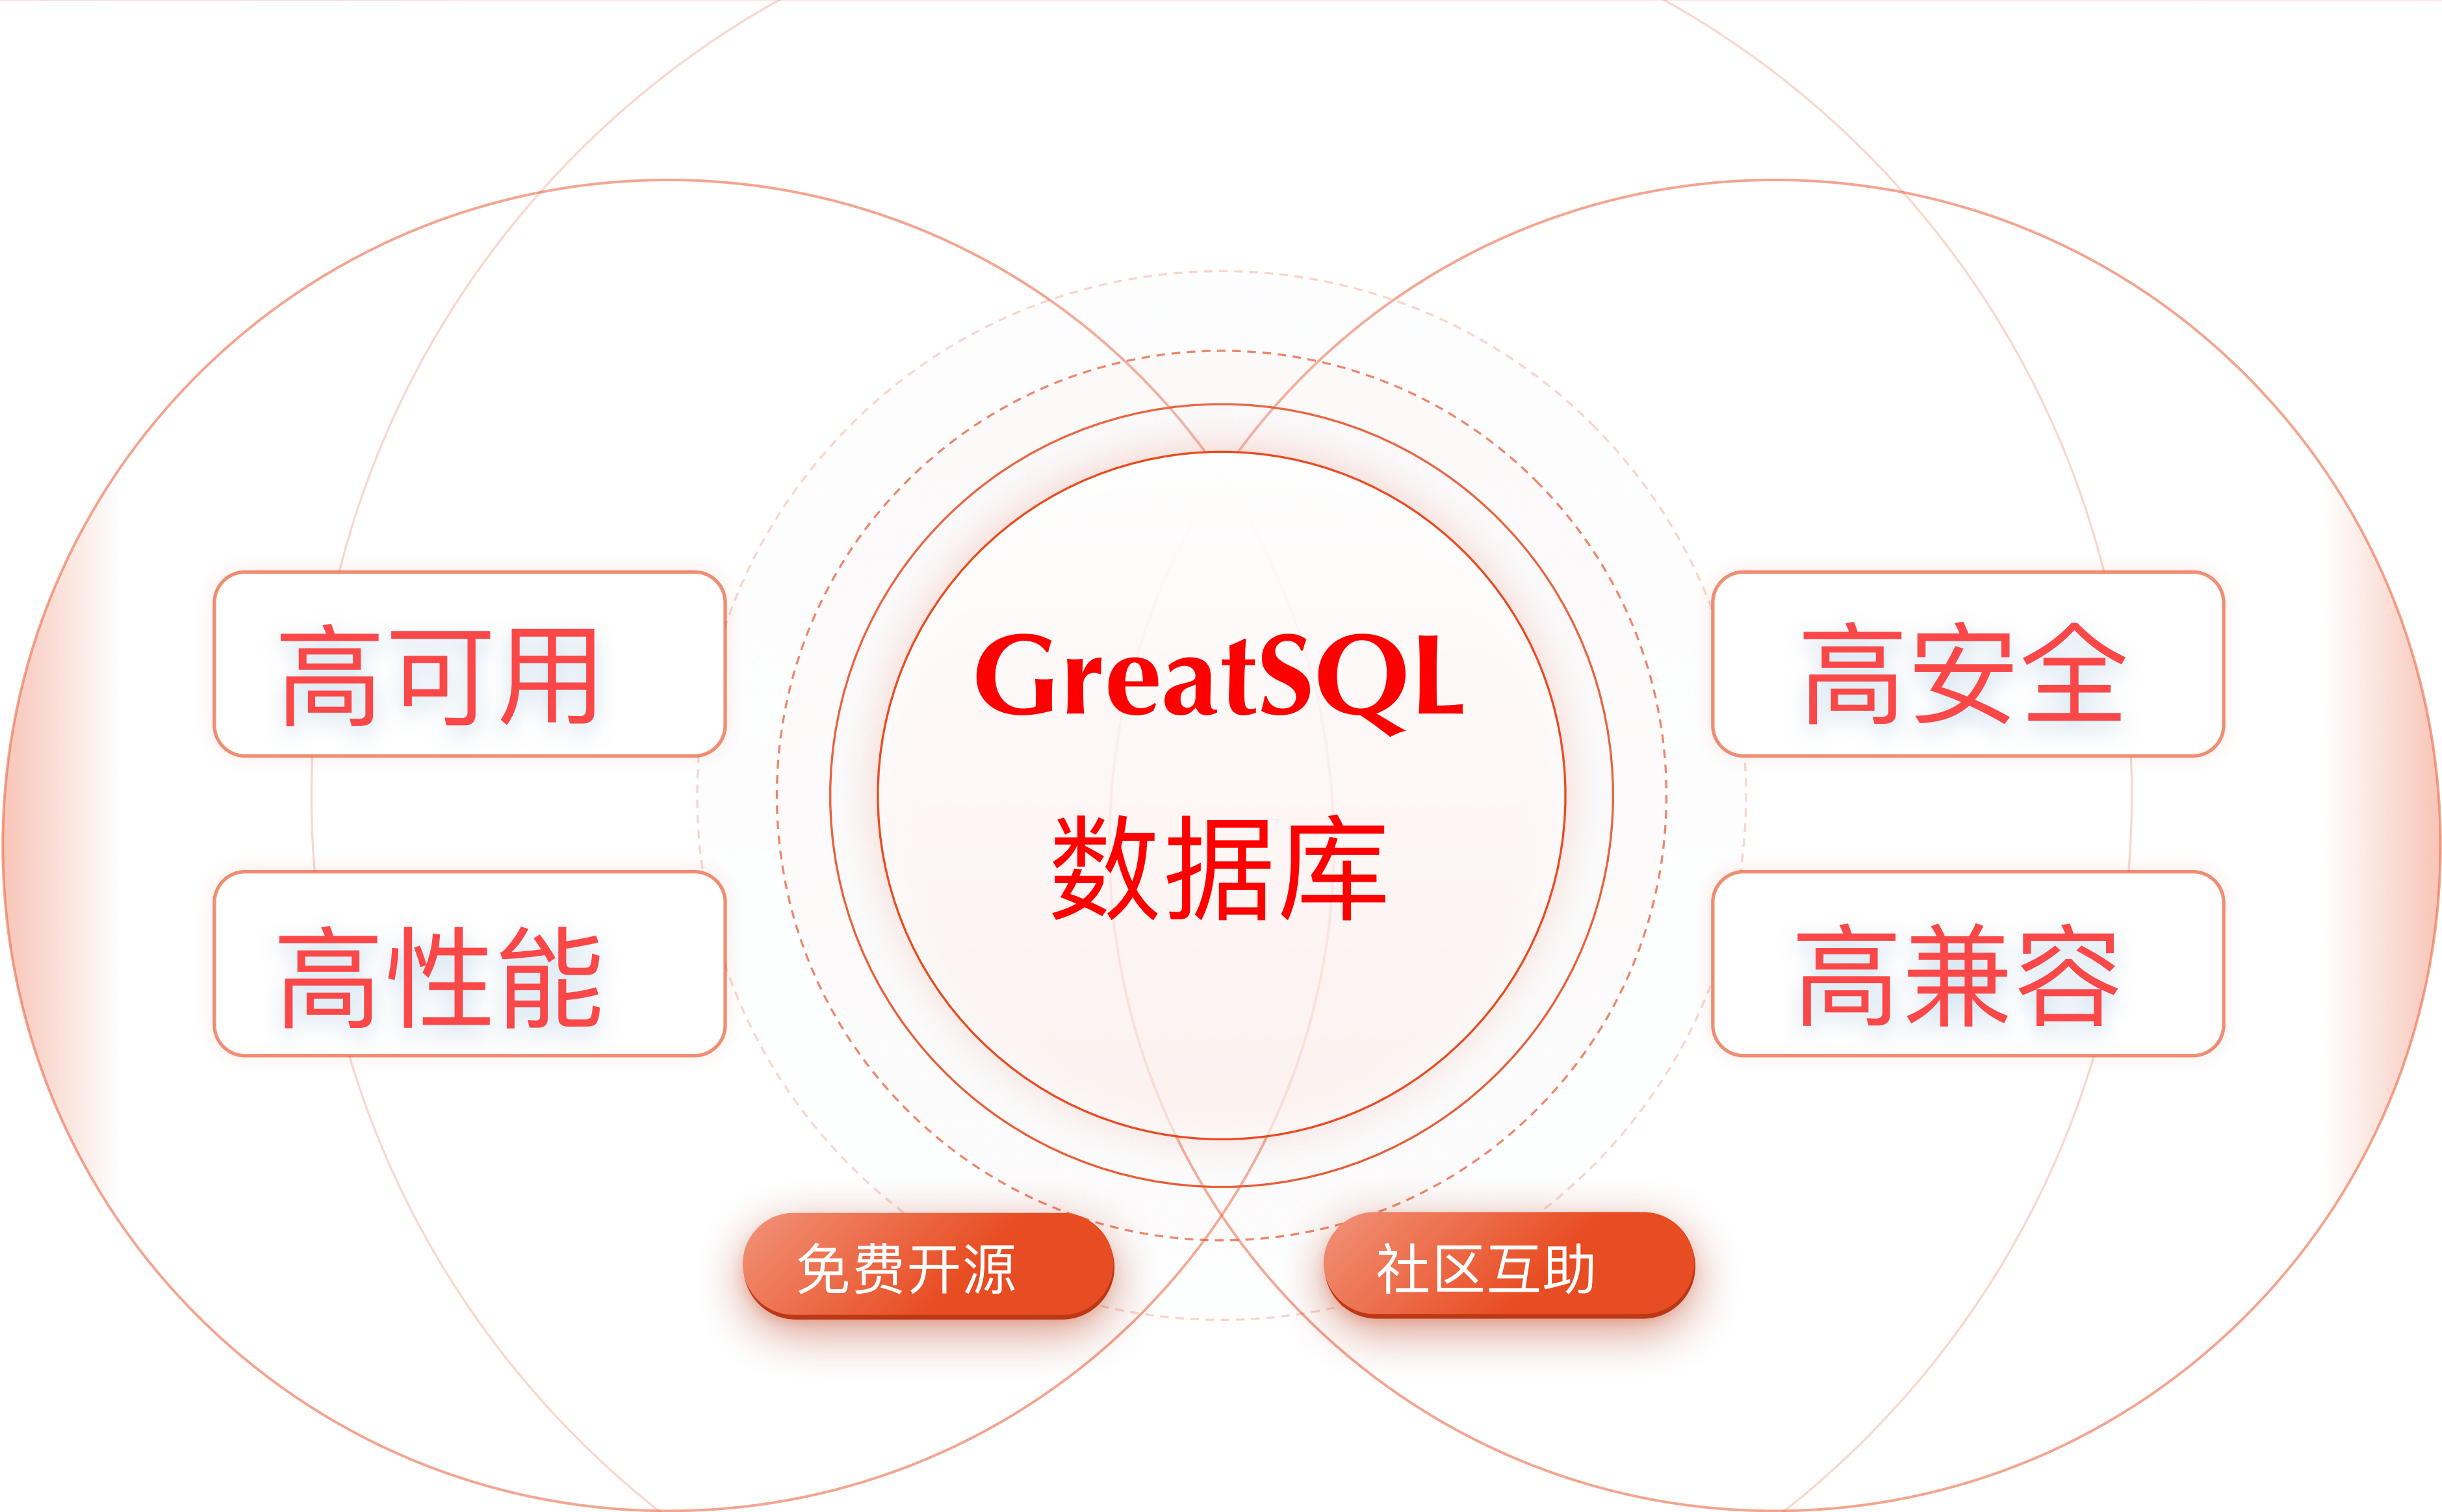 GreatSQL
数据库
高可用
高性能
高安全
高兼容
免费开源
社区互助